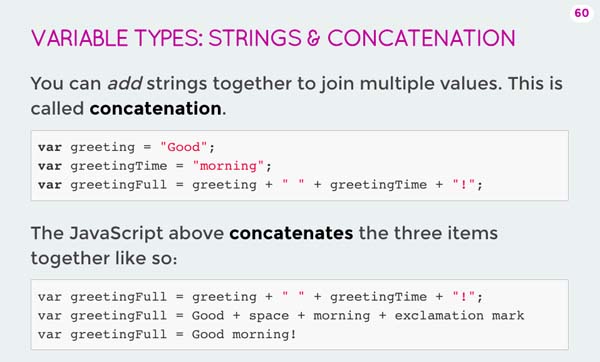 60
VARIABLE TYPES: STRINGS & CONCATENATION
You can add strings together to join multiple values. This is
called concatenation.
var greeting = "Good";
var greetingTime = "morning";
var greetingFull = greeting + " " + greetingTime + "!";
The JavaScript above concatenates the three items
together like so:
var greetingFull = greeting + " " + greetingTime + "!";
var greetingFull = Good + space + morning + exclamation mark
var greetingFull = Good morning!